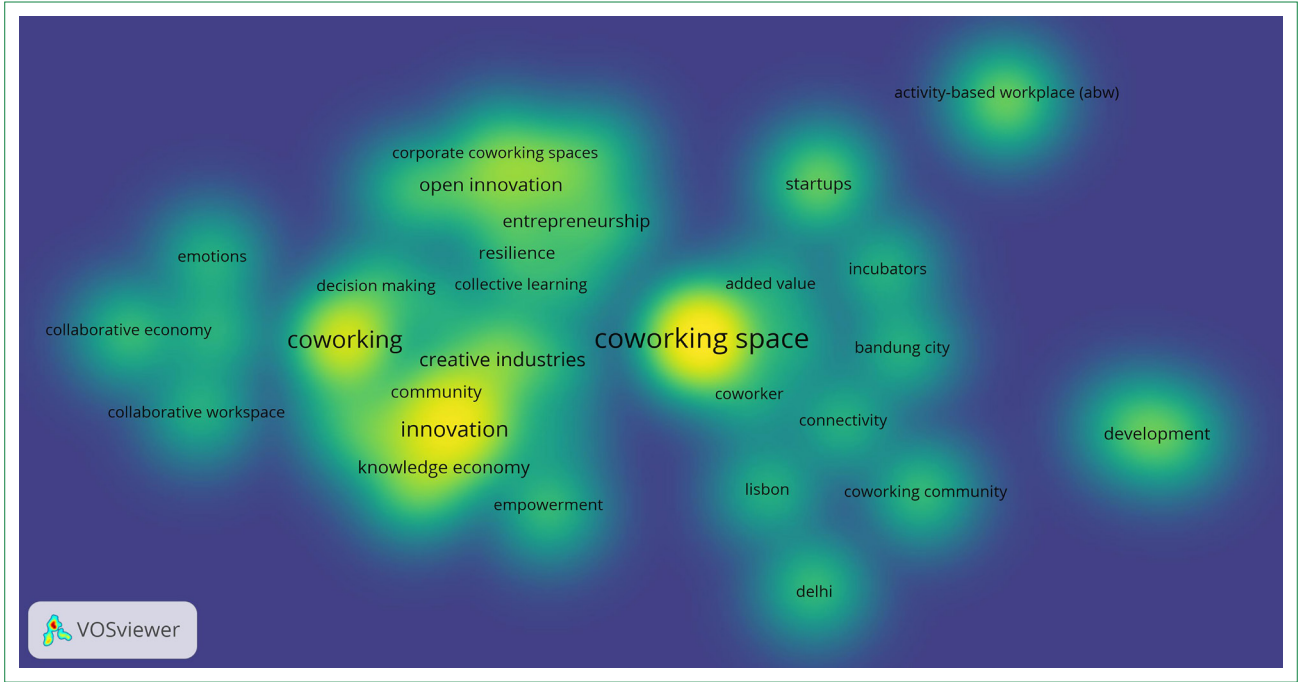 activity-based workplace (abw)
corporate coworking spaces
open innovation
startups
entrepreneurship
resilience
emotions
incubators
decision making
collective learning
added value
collaborative economy
coworking
coworking space
bandung city
creative industries
community
coworker
collaborative workspace
connectivity
innovation
development
knowledge economy
lisbon
coworking community
empowerment
delhi
VOSviewer